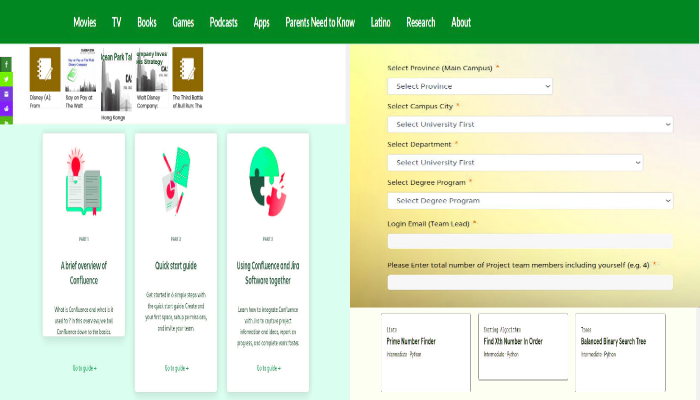 Movies TV Books Games Podcasts Apps Parents Need to Know Latino Research About
Disney (A):
From
Bay on Pay at
The Walt
Ocean Park Tal
Hong Kongs
ompany Inves
Strategy
Walt Disney
Company:
The Third Battle
of Bull Run: The
PART 1
A brief overview of
Confluence
What is Confluence and what is it
used for? In this overview, we tell
Confluence down to the basics.
Go to guide
PART 2
Quick start guide
Get started in 6 simple steps with
the quick start guide. Create and
your first space, set up permissions,
and invite your team.
Go to guide
PART 3
Using Confluence and Jira
Software together
Learn how to integrate Confluence
with Jira to capture project
information and ideas, report on
progress, and complete work faster.
Go to guide
Select Province (Main Campus) *
Select Province
Select Campus City *
Select University First
Select Department *
Select University First
Select Degree Program *
Select Degree Program
Login Email (Team Lead) *
Please Enter total number of Project team members including yourself (e.g. 4) *
Lists
Prime Number Finder
Intermediate Python
Sorting Algorithm
Find Xth Number In Order
Intermediate Python
Trees
Balanced Binary Search Tree
Intermediate Python